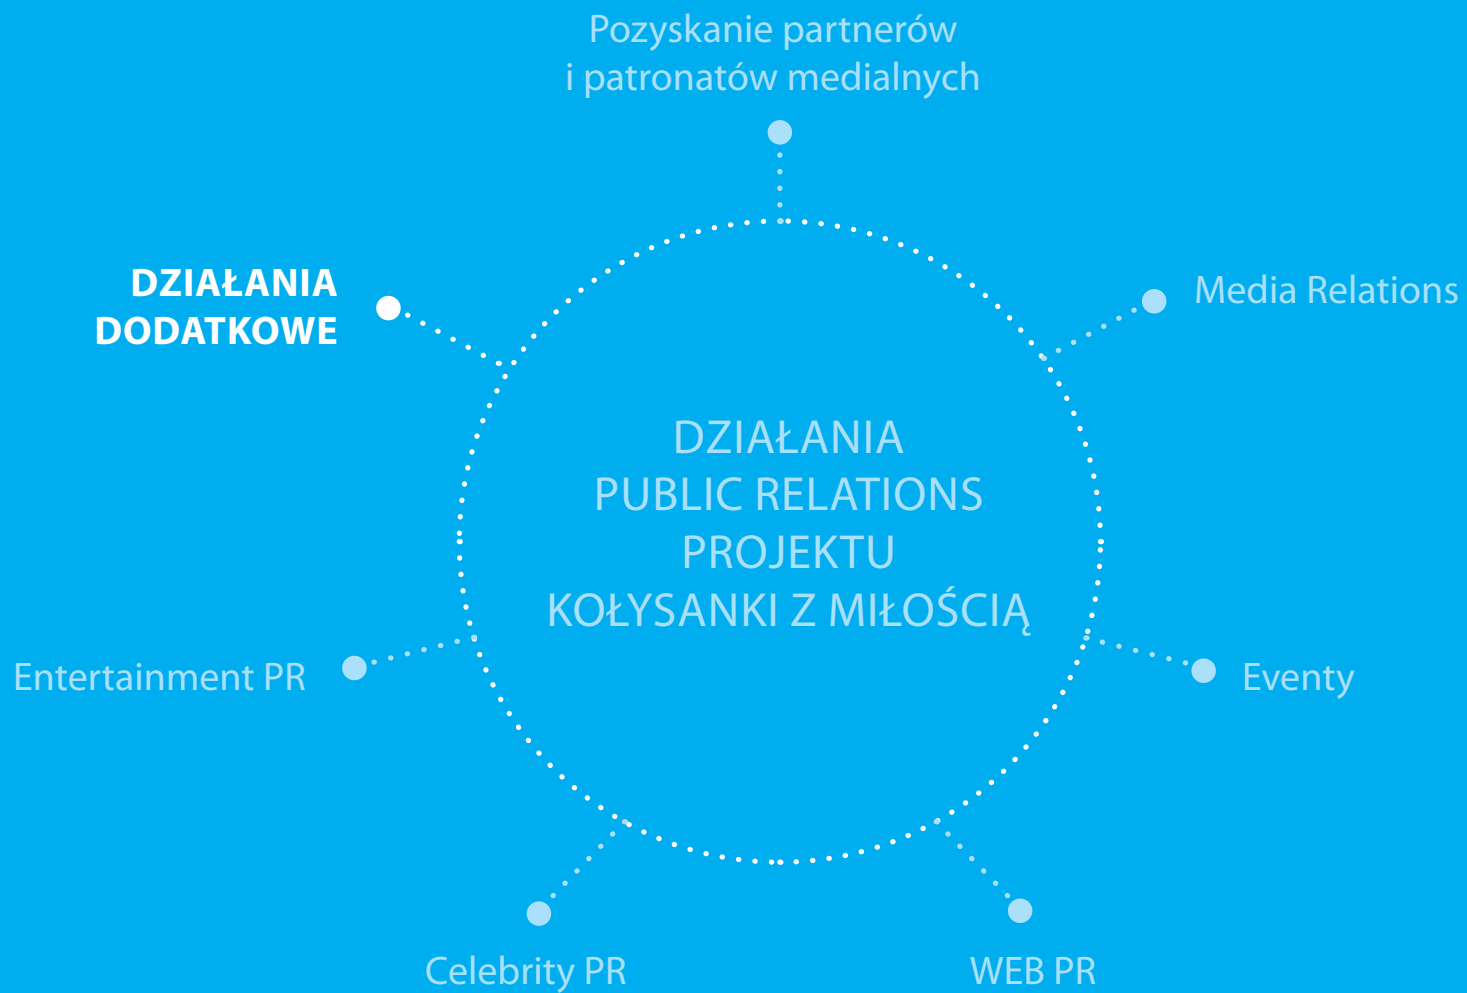 Pozyskanie partnerów
i patronatów medialnych
DZIAŁANIA
DODATKOWE
Media Relations
DZIAŁANIA
PUBLIC RELATIONS
PROJEKTU
KOŁYSANKI Z MIŁOŚCIĄ
Entertainment PR
Eventy
Celebrity PR
WEB PR